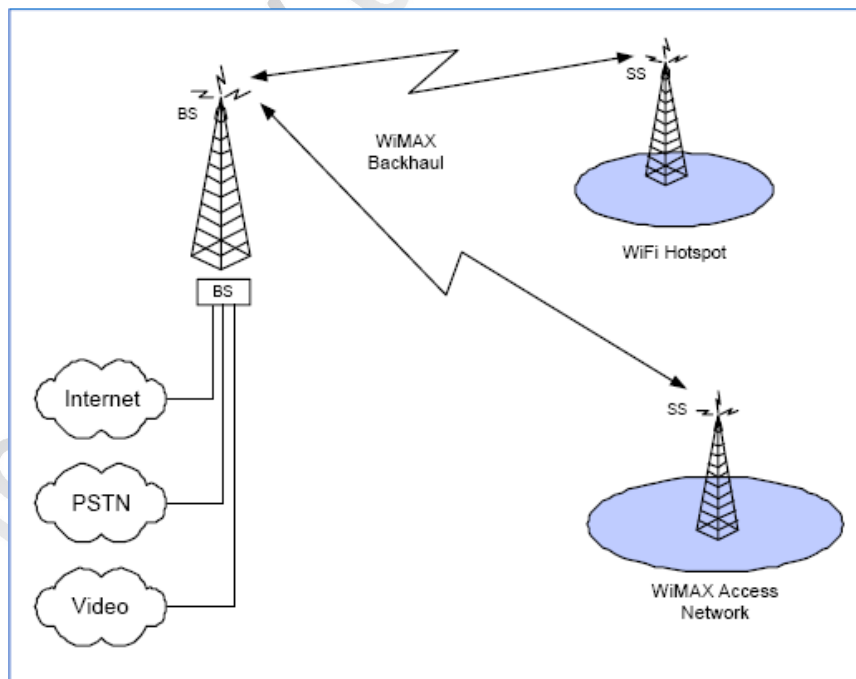 BS
SS
WiMAX
Backhaul
WiFi Hotspot
BS
Internet
PSTN
Video
SS
WiMAX Access
Network